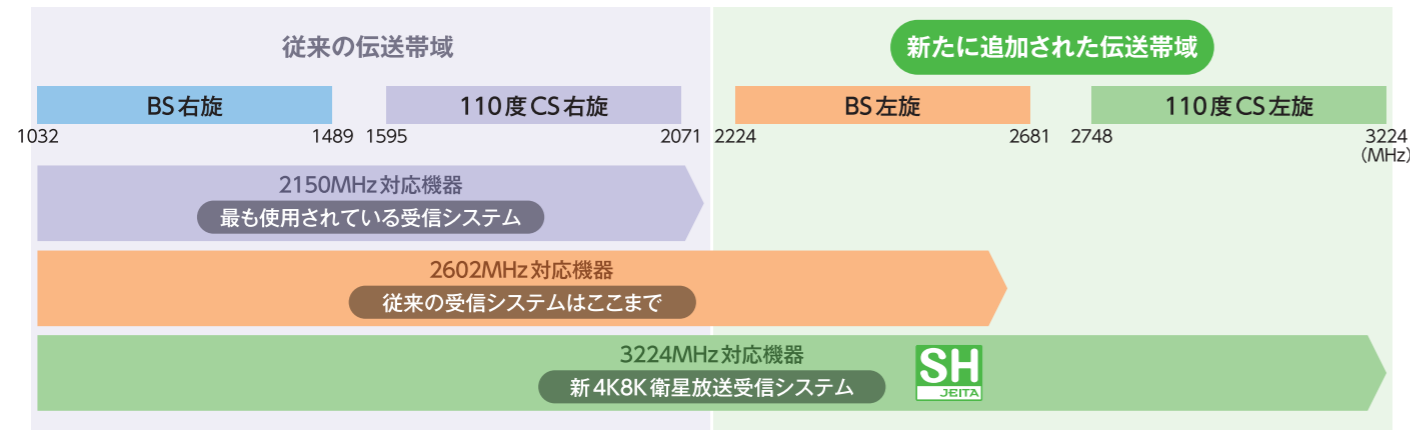 従来の伝送帯域
新たに追加された伝送帯域
BS右旋
110度CS右旋
BS左旋
110度CS左旋
1032
1489
1595
2071
2224
2681
2748
3224
(MHz)
2150MHz対応機器
最も使用されている受信システム
2602MHz対応機器
従来の受信システムはここまで
3224MHz対応機器
新4K8K衛星放送受信システム
SH
JEITA